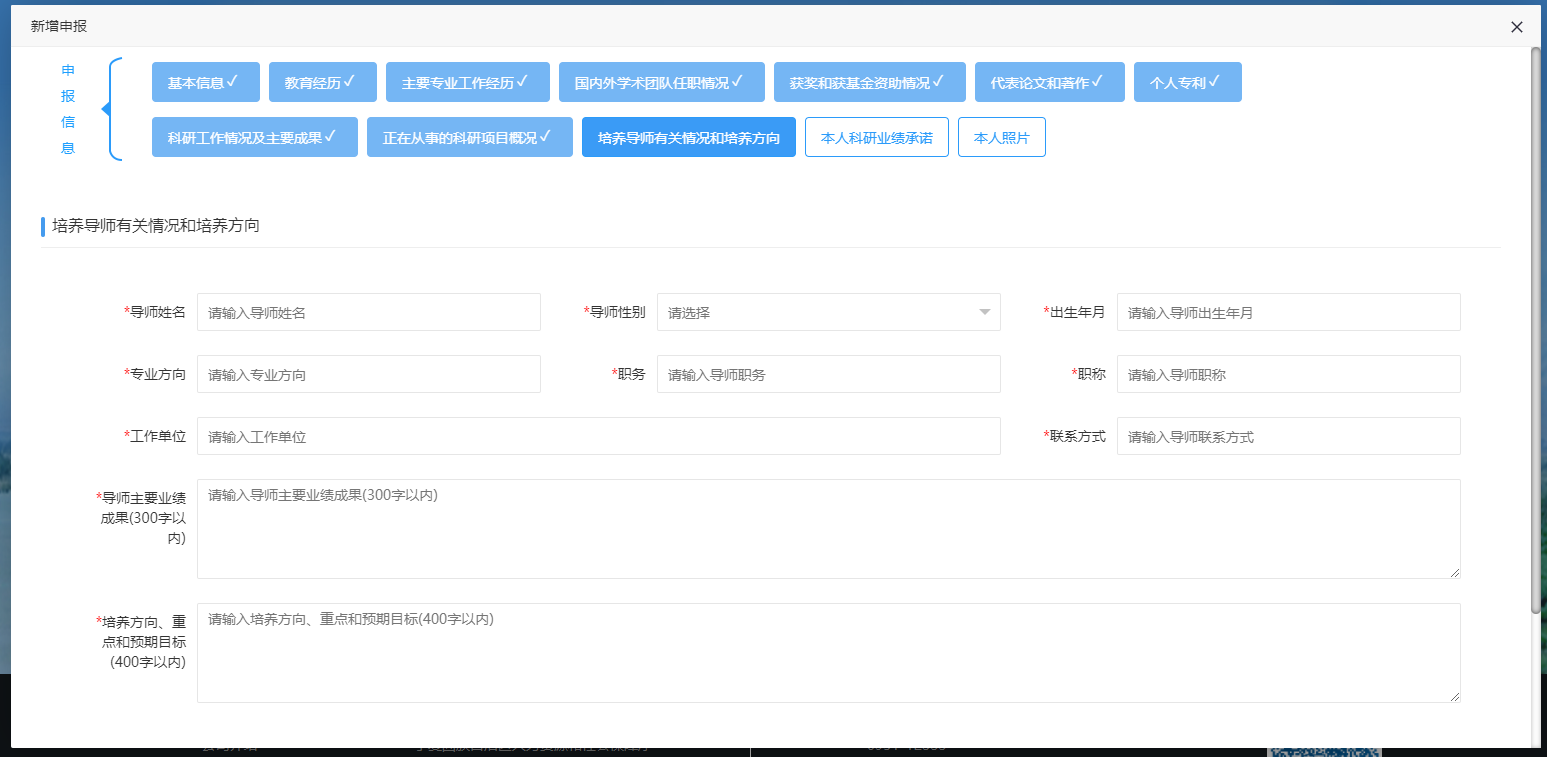 新增申报
申报信息
基本信息✓ 教育经历✓ 主要专业工作经历✓ 国内外学术团队任职情况✓ 获奖和获基金资助情况✓ 代表论文和著作✓ 个人专利✓
科研工作情况及主要成果✓ 正在从事的科研项目概况✓ 培养导师有关情况和培养方向 本人科研业绩承诺 本人照片
培养导师有关情况和培养方向
*导师姓名 请输入导师姓名 *导师性别 请选择 *出生年月 请输入导师出生年月
*专业方向 请输入专业方向 *职务 请输入导师职务 *职称 请输入导师职称
*工作单位 请输入工作单位 *联系方式 请输入导师联系方式
*导师主要业绩
成果(300字以
内)
请输入导师主要业绩成果(300字以内)
*培养方向、重
点和预期目标
(400字以内)
请输入培养方向、重点和预期目标(400字以内)